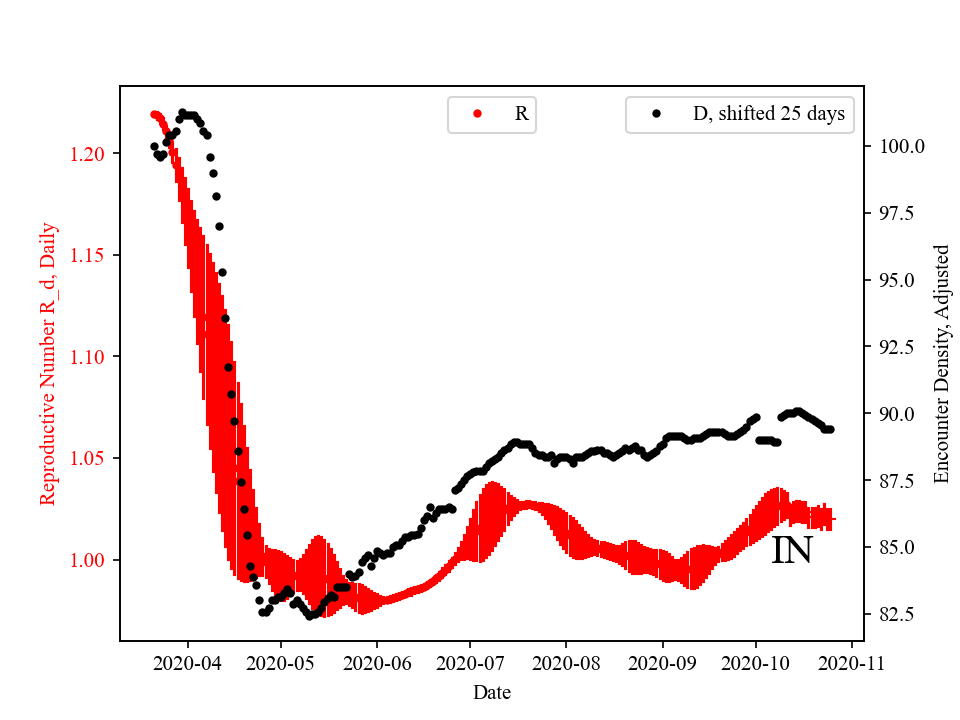 R
D, shifted 25 days
Reproductive Number R_d, Daily
1.20
1.15
1.10
1.05
1.00
Encounter Density, Adjusted
100.0
97.5
95.0
92.5
90.0
87.5
85.0
82.5
IN
2020-04 2020-05 2020-06 2020-07 2020-08 2020-09 2020-10 2020-11
Date